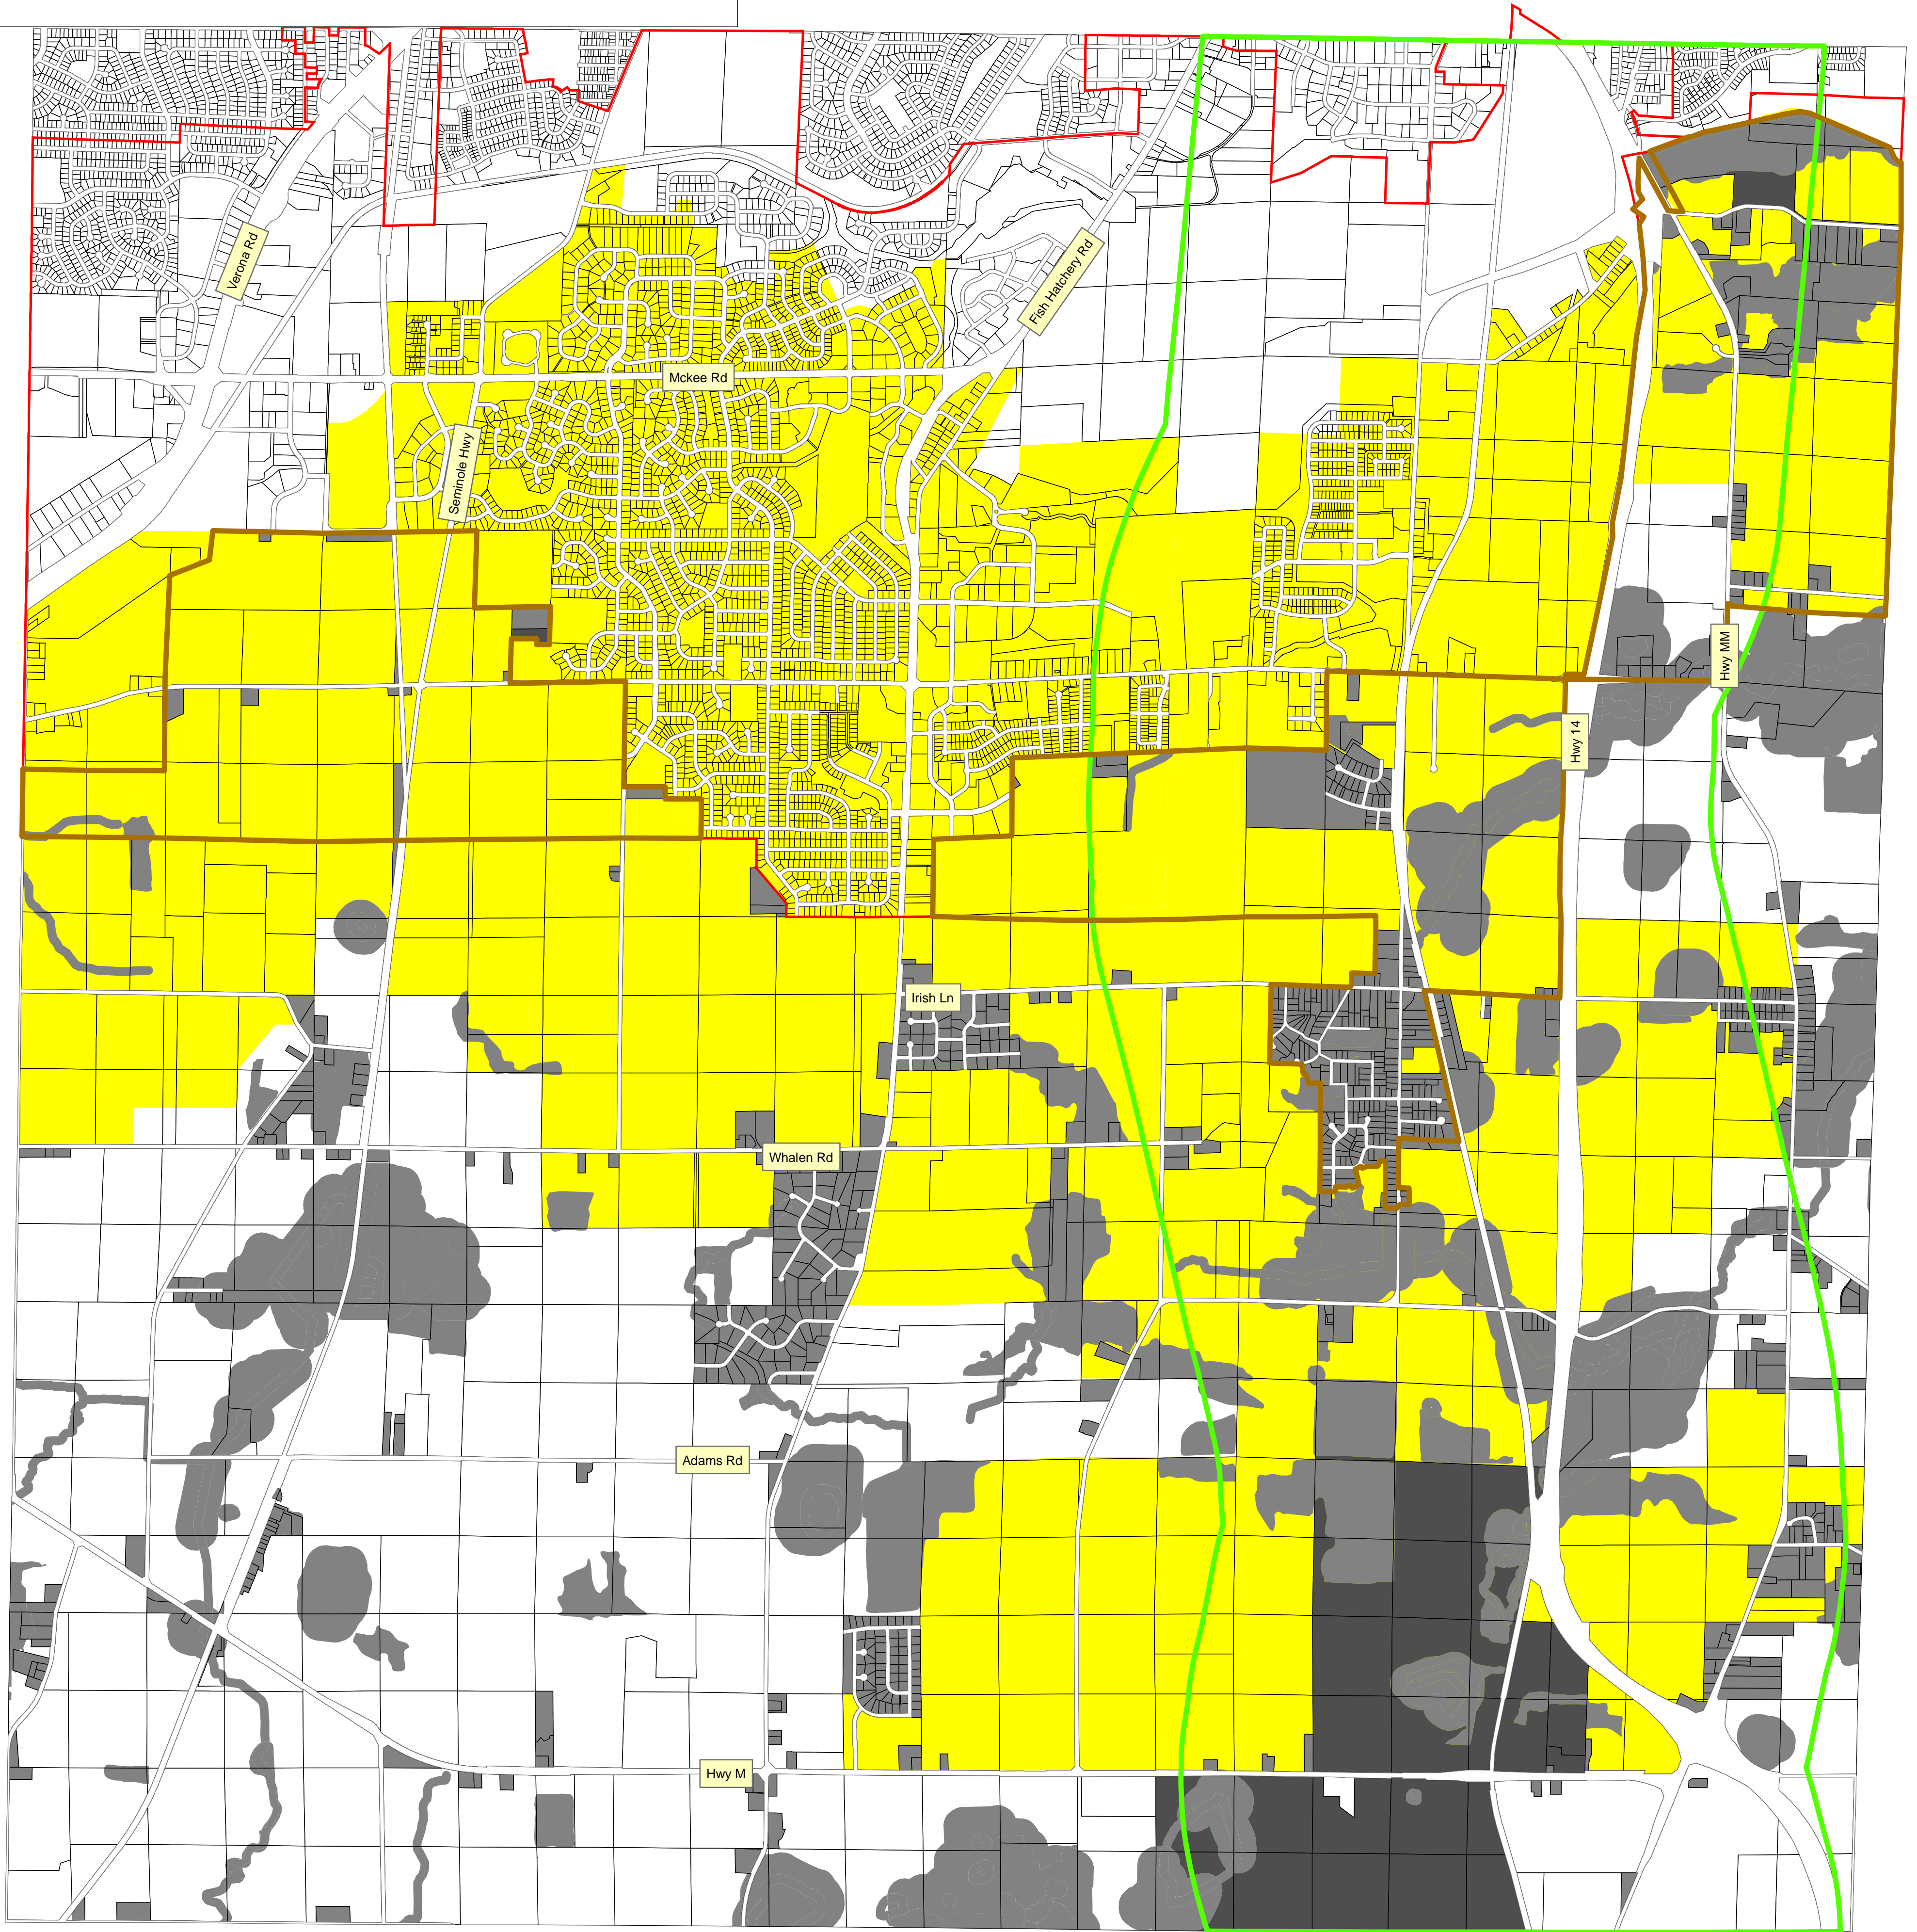 Verona Rd
Fish Hatchery Rd
Mckee Rd
Seminole Hwy
Hwy MM
Hwy 14
Irish Ln
Whalen Rd
Adams Rd
Hwy M